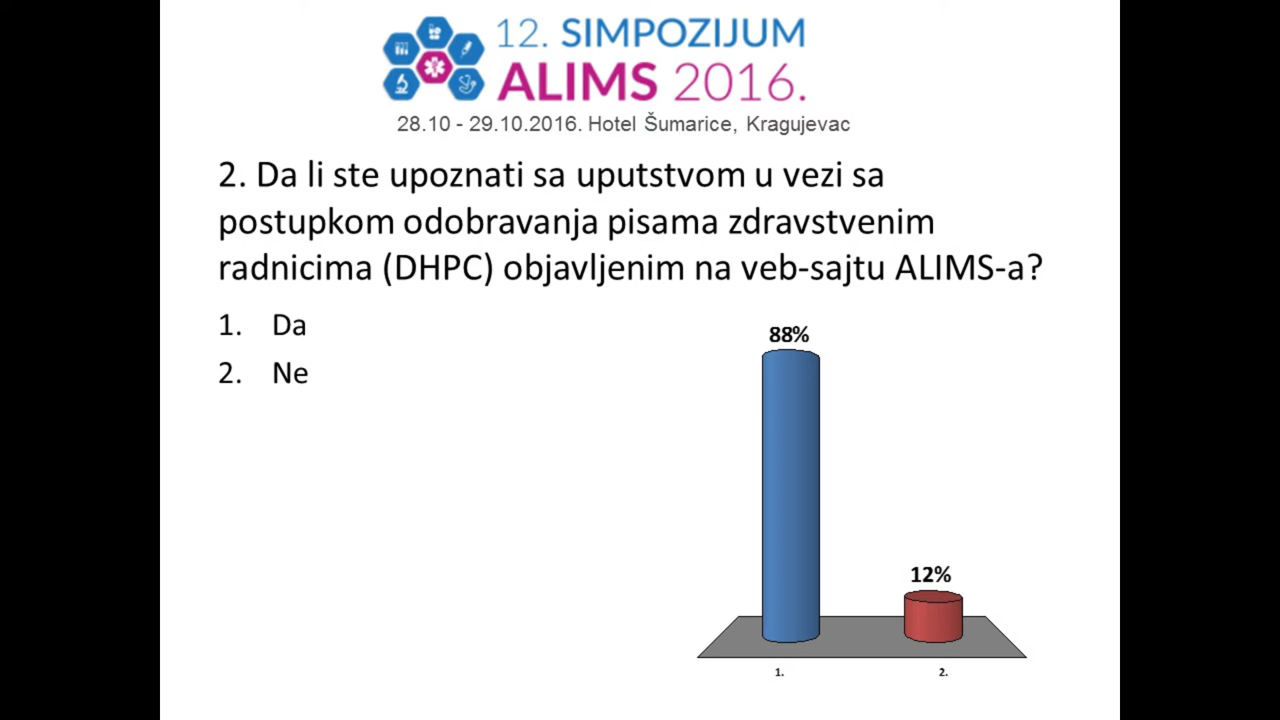 12. SIMPOZIJUM
ALIMS 2016.
28.10 - 29.10.2016. Hotel Šumarice, Kragujevac
2. Da li ste upoznati sa uputstvom u vezi sa
postupkom odobravanja pisama zdravstvenim
radnicima (DHPC) objavljenim na veb-sajtu ALIMS-a?
1. Da
2. Ne
88%
12%
1.
2.